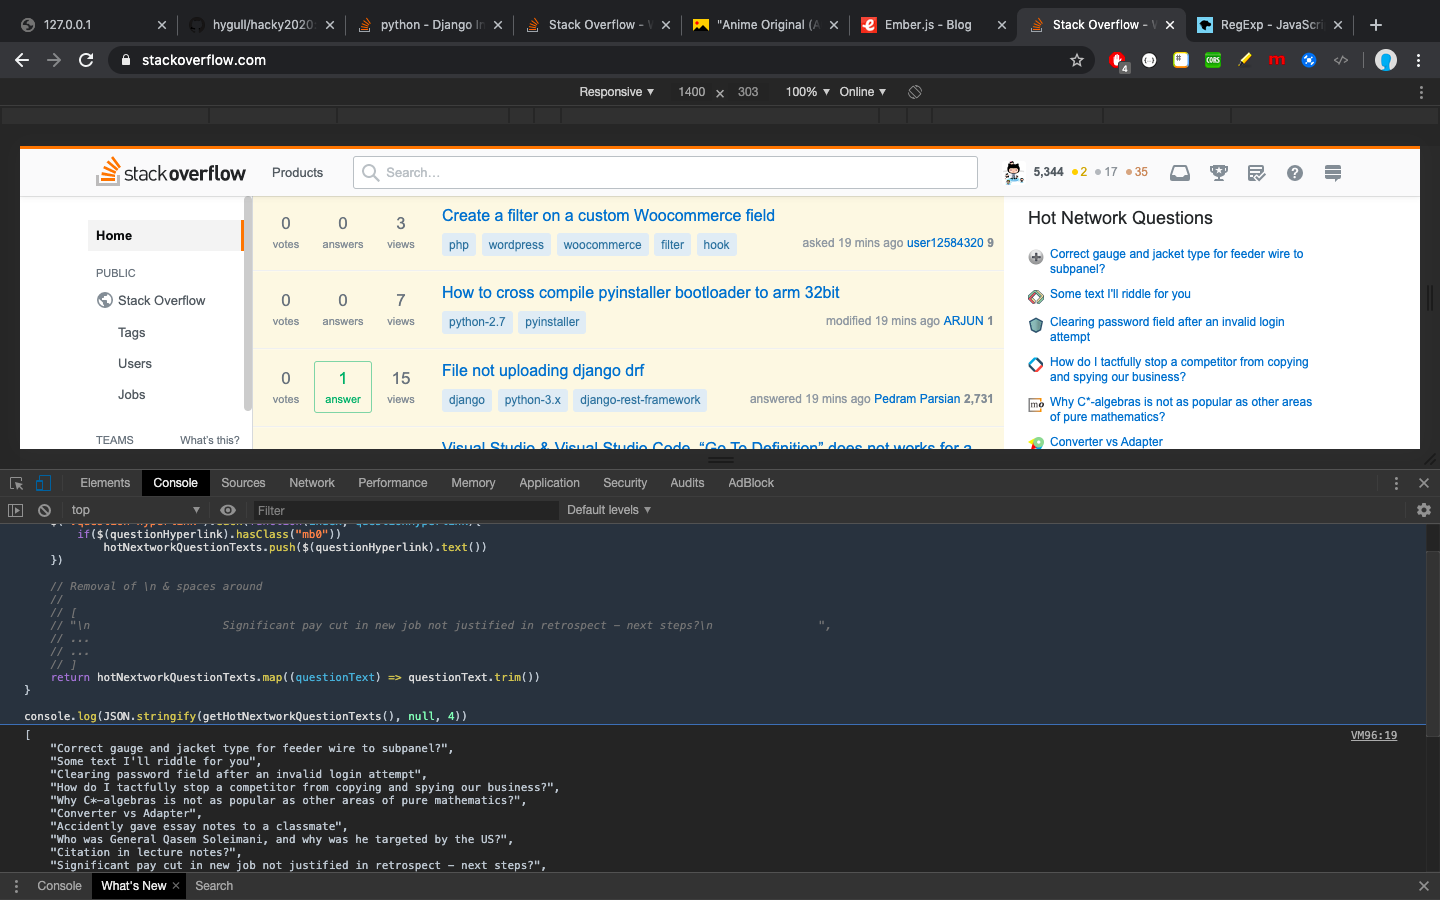 127.0.0.1
hygull/hacky2020:
python - Django In
Stack Overflow - W
"Anime Original (A
Ember.js - Blog
Stack Overflow - W
RegExp - JavaScri
stackoverflow.com
4
CORS
m
Responsive ▼ 1400 × 303 100% ▼ Online ▼
stackoverflow
Products
Search...
5,344 2 17 35
Home
PUBLIC
Stack Overflow
Tags
Users
Jobs
TEAMS What's this?
0 votes 0 answers 3 views
Create a filter on a custom Woocommerce field
php wordpress woocommerce filter hook
asked 19 mins ago user12584320 9
0 votes 0 answers 7 views
How to cross compile pyinstaller bootloader to arm 32bit
python-2.7 pyinstaller
modified 19 mins ago ARJUN 1
0 votes 1 answer 15 views
File not uploading django drf
django python-3.x django-rest-framework
answered 19 mins ago Pedram Parsian 2,731
Visual Studio & Visual Studio Code, “Go To Definition” does not works for a
Hot Network Questions
Correct gauge and jacket type for feeder wire to
subpanel?
Some text I'll riddle for you
Clearing password field after an invalid login
attempt
How do I tactfully stop a competitor from copying
and spying our business?
Why C*-algebras is not as popular as other areas
of pure mathematics?
Converter vs Adapter
Elements Console Sources Network Performance Memory Application Security Audits AdBlock
top ▼ Filter Default levels ▼
if($(questionHyperlink).hasClass("mb0"))
hotNextworkQuestionTexts.push($(questionHyperlink).text())
})
// Removal of \n & spaces around
//
// [
// "\n Significant pay cut in new job not justified in retrospect - next steps?\n ",
// ...
// ...
// ]
return hotNextworkQuestionTexts.map((questionText) => questionText.trim())
}
console.log(JSON.stringify(getHotNextworkQuestionTexts(), null, 4))
[ VM96:19
"Correct gauge and jacket type for feeder wire to subpanel?",
"Some text I'll riddle for you",
"Clearing password field after an invalid login attempt",
"How do I tactfully stop a competitor from copying and spying our business?",
"Why C*-algebras is not as popular as other areas of pure mathematics?",
"Converter vs Adapter",
"Accidently gave essay notes to a classmate",
"Who was General Qasem Soleimani, and why was he targeted by the US?",
"Citation in lecture notes?",
"Significant pay cut in new job not justified in retrospect - next steps?",
Console What's New × Search